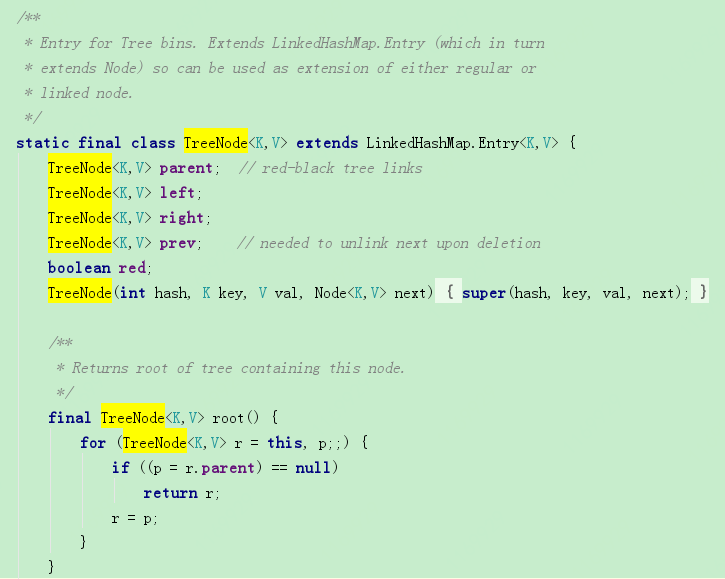 /**
 * Entry for Tree bins. Extends LinkedHashMap.Entry (which in turn
 * extends Node) so can be used as extension of either regular or
 * linked node.
 */
static final class TreeNode<K,V> extends LinkedHashMap.Entry<K,V> {
    TreeNode<K,V> parent;  // red-black tree links
    TreeNode<K,V> left;
    TreeNode<K,V> right;
    TreeNode<K,V> prev;    // needed to unlink next upon deletion
    boolean red;
    TreeNode(int hash, K key, V val, Node<K,V> next) { super(hash, key, val, next); }

    /**
     * Returns root of tree containing this node.
     */
    final TreeNode<K,V> root() {
        for (TreeNode<K,V> r = this, p;;) {
            if ((p = r.parent) == null)
                return r;
            r = p;
        }
    }